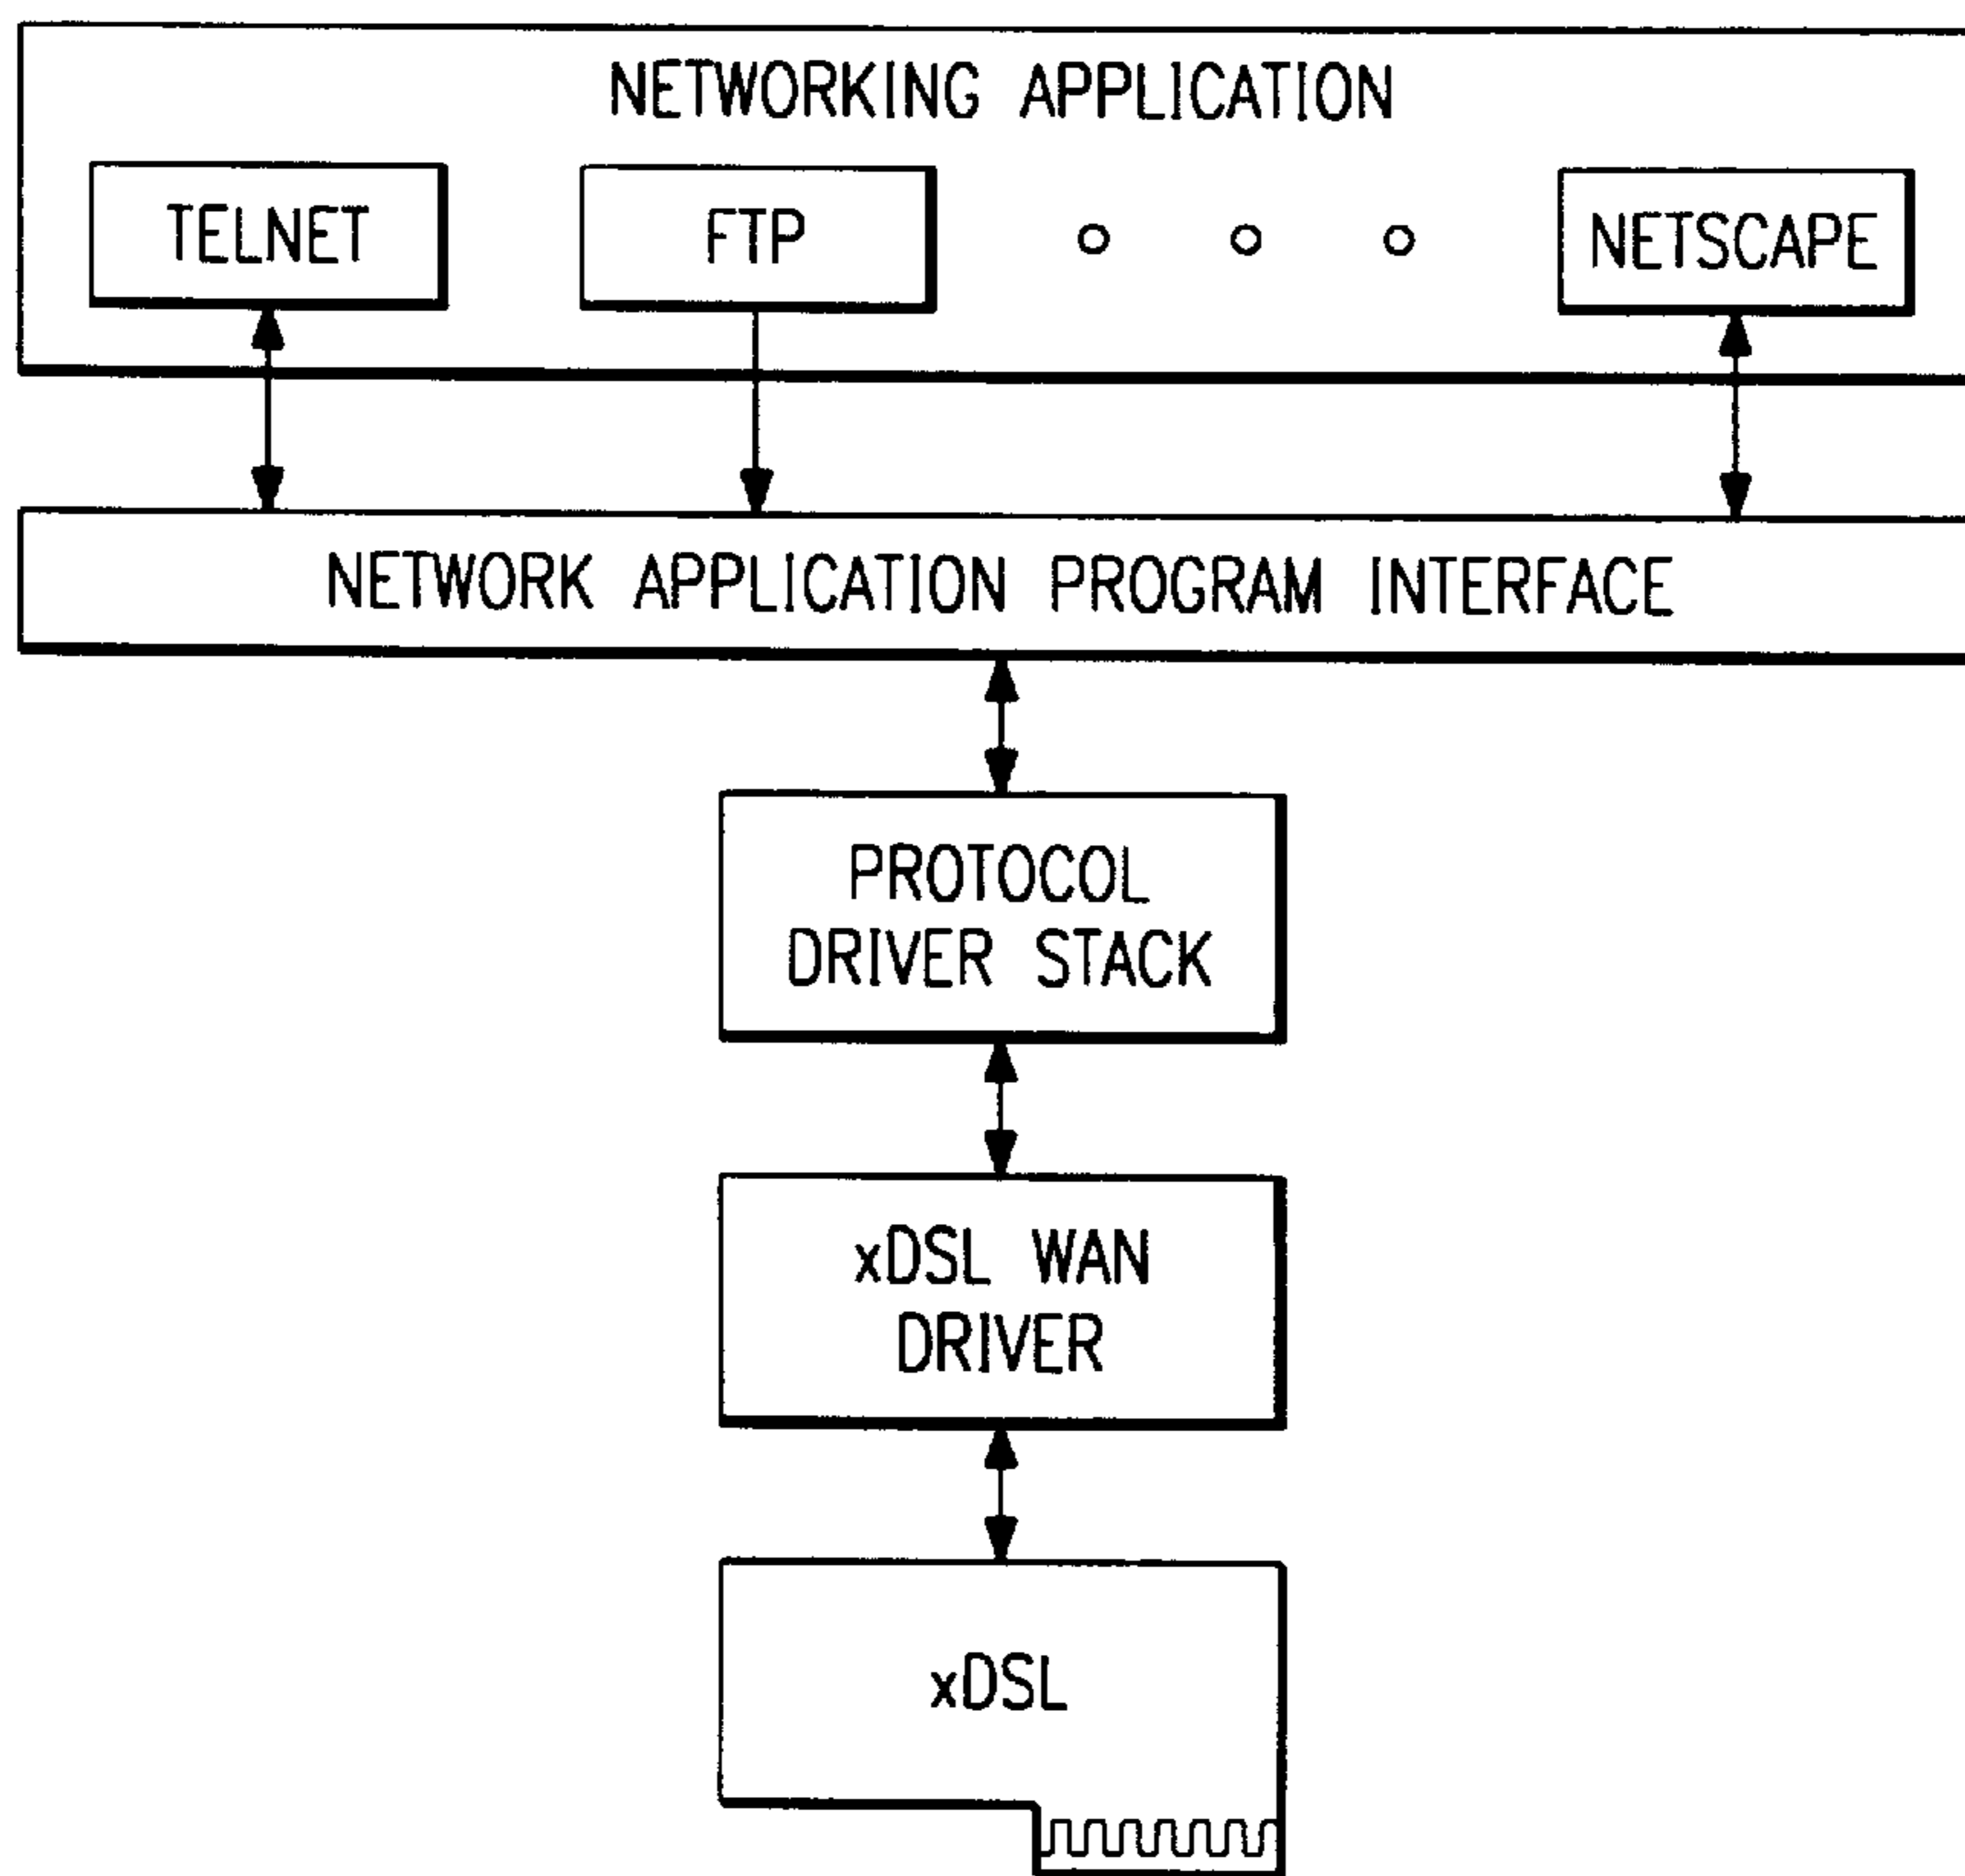 NETWORKING APPLICATION
TELNET
FTP
NETSCAPE
NETWORK APPLICATION PROGRAM INTERFACE
PROTOCOL
DRIVER STACK
xDSL WAN
DRIVER
xDSL